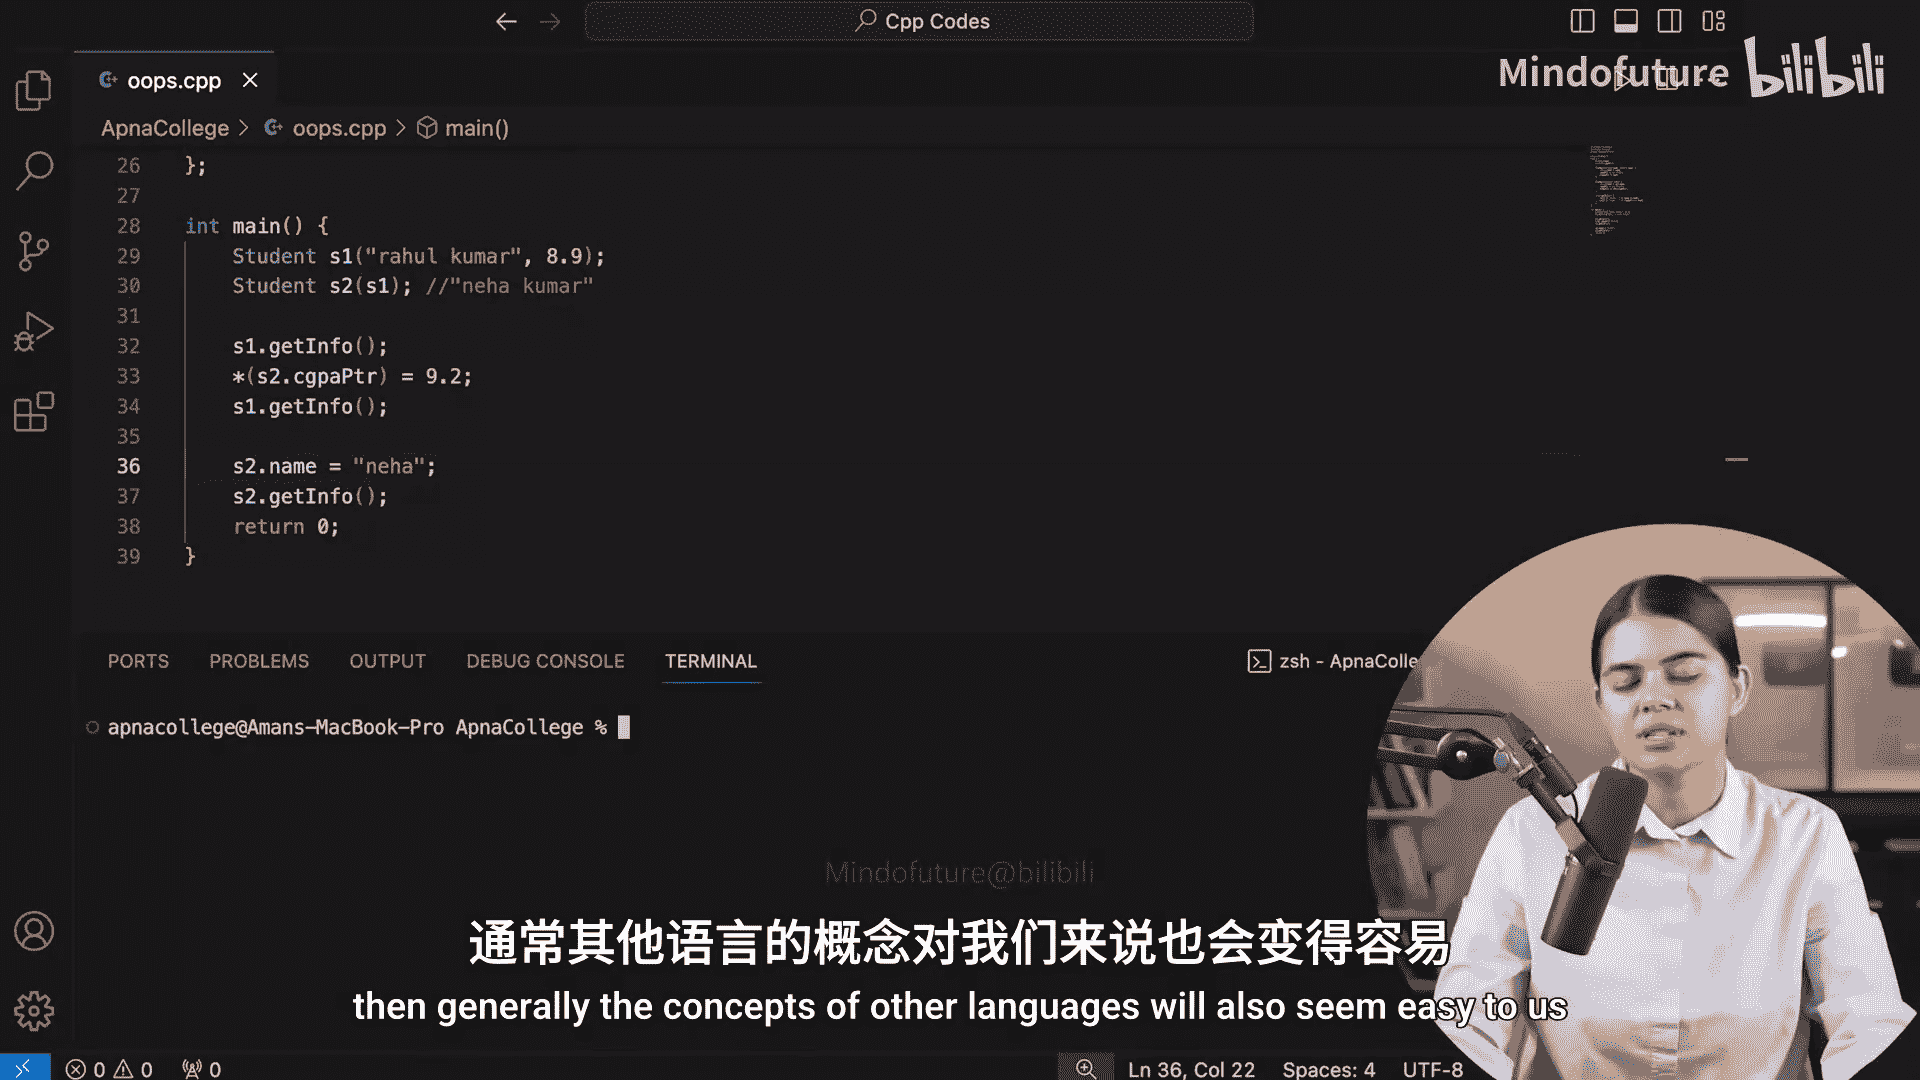 Cpp Codes
oops.cpp
Mindofuture bilibili
ApnaCollege > oops.cpp > main()
26 };
27
28 int main() {
29 Student s1("rahul kumar", 8.9);
30 Student s2(s1); //"neha kumar"
31
32 s1.getInfo();
33 *(s2.cgpaPtr) = 9.2;
34 s1.getInfo();
35
36 s2.name = "neha";
37 s2.getInfo();
38 return 0;
39 }
PORTS PROBLEMS OUTPUT DEBUG CONSOLE TERMINAL
zsh - ApnaColle
apnacollege@Amans-MacBook-Pro ApnaCollege %
Mindofuture@bilibili
通常其他语言的概念对我们来说也会变得容易
then generally the concepts of other languages will also seem easy to us
0 0 0 Ln 36, Col 22 Spaces: 4 UTF-8